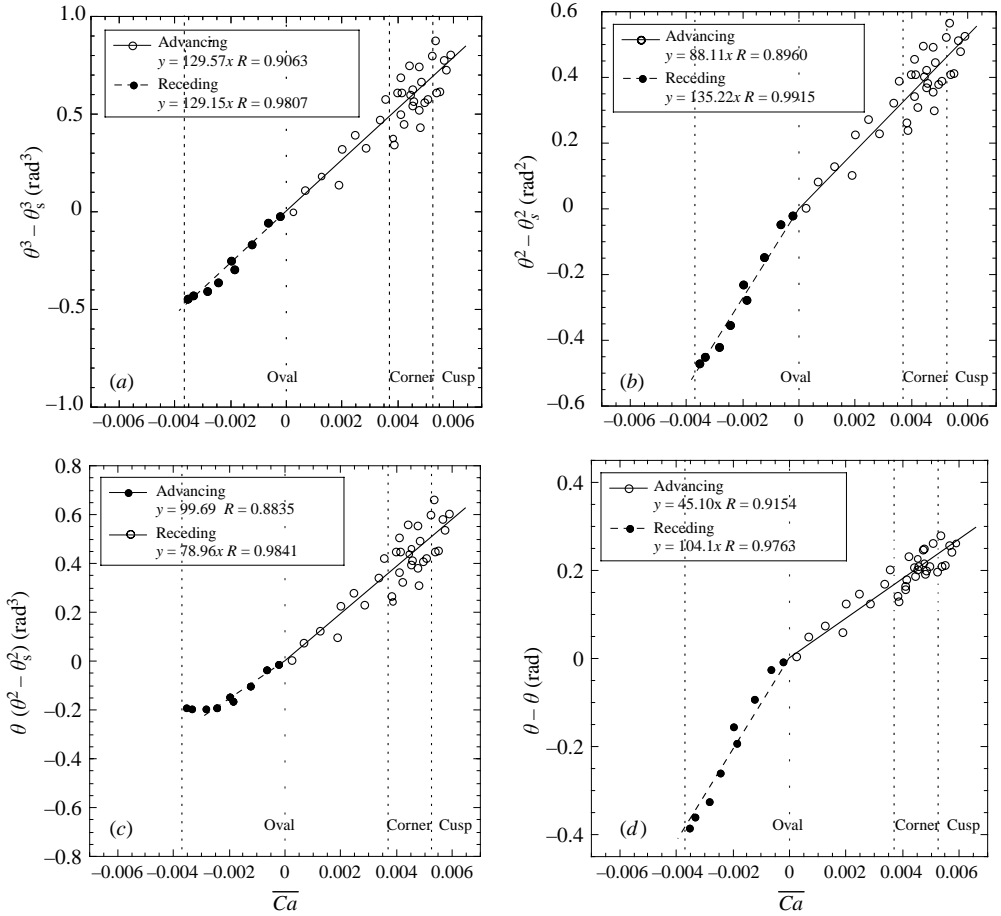 1.0
0.5
0
–0.5
–1.0
θ³ – θₛ³ (rad³)
Advancing
y = 129.57x R = 0.9063
Receding
y = 129.15x R = 0.9807
(a)
Oval
Corner
Cusp
–0.006 –0.004 –0.002 0 0.002 0.004 0.006
0.6
0.4
0.2
0
–0.2
–0.4
–0.6
θ² – θₛ² (rad²)
Advancing
y = 88.11x R = 0.8960
Receding
y = 135.22x R = 0.9915
(b)
Oval
Corner
Cusp
–0.006 –0.004 –0.002 0 0.002 0.004 0.006
0.8
0.6
0.4
0.2
0
–0.2
–0.4
–0.6
–0.8
θ (θ² – θₛ²) (rad³)
Advancing
y = 99.69 R = 0.8835
Receding
y = 78.96x R = 0.9841
(c)
Oval
Corner
Cusp
–0.006 –0.004 –0.002 0 0.002 0.004 0.006
C̅a̅
0.4
0.2
0
–0.2
–0.4
θ – θ (rad)
Advancing
y = 45.10x R = 0.9154
Receding
y = 104.1x R = 0.9763
(d)
Oval
Corner
Cusp
–0.006 –0.004 –0.002 0 0.002 0.004 0.006
C̅a̅